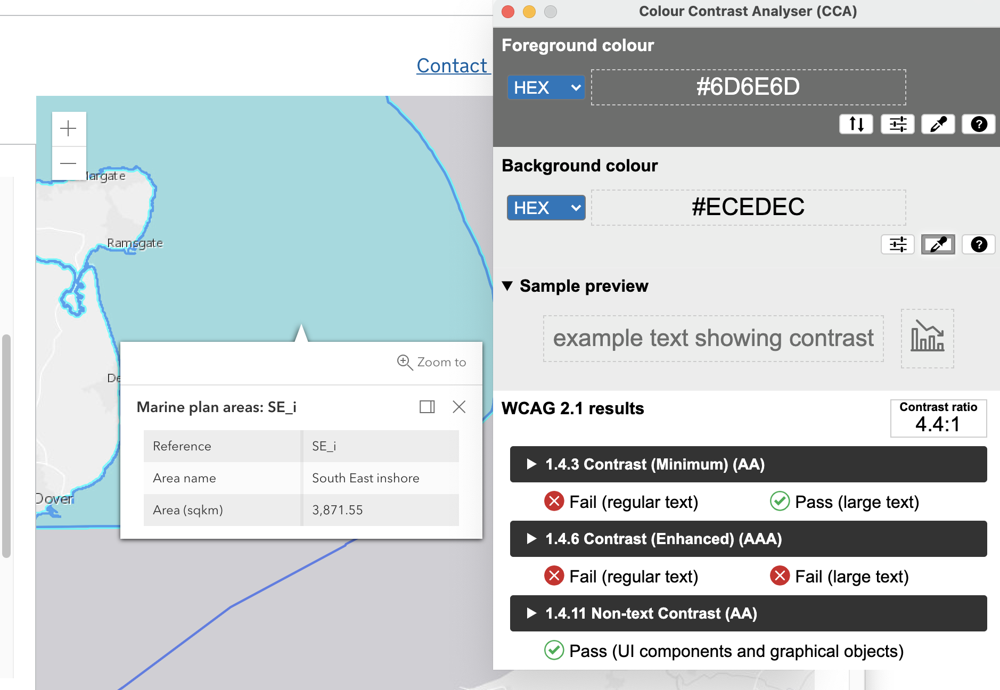 Contact
Ramsgate
Dover
Zoom to
Marine plan areas: SE_i
Reference SE_i
Area name South East inshore
Area (sqkm) 3,871.55
Colour Contrast Analyser (CCA)
Foreground colour
HEX #6D6E6D
?
Background colour
HEX #ECEDEC
?
▼ Sample preview
example text showing contrast
WCAG 2.1 results
Contrast ratio
4.4:1
1.4.3 Contrast (Minimum) (AA)
Fail (regular text) Pass (large text)
1.4.6 Contrast (Enhanced) (AAA)
Fail (regular text) Fail (large text)
1.4.11 Non-text Contrast (AA)
Pass (UI components and graphical objects)